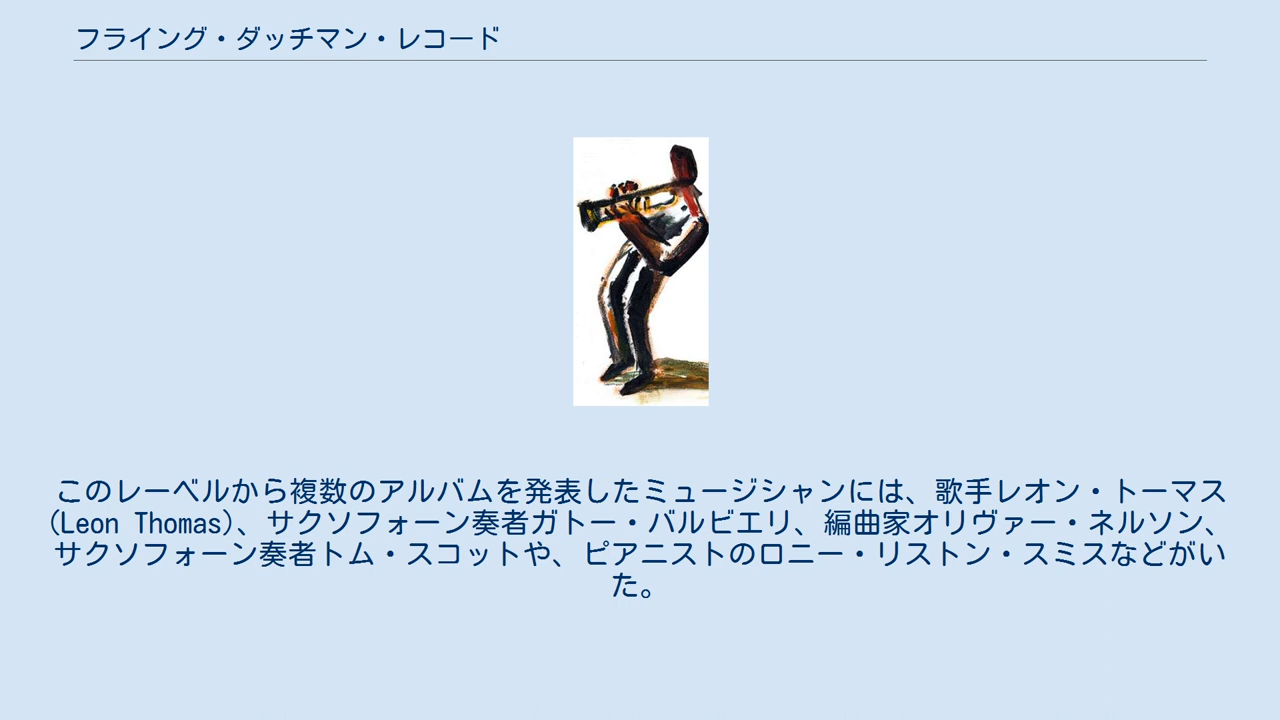 フライング・ダッチマン・レコード
このレーベルから複数のアルバムを発表したミュージシャンには、歌手レオン・トーマス
(Leon Thomas)、サクソフォーン奏者ガトー・バルビエリ、編曲家オリヴァー・ネルソン、
サクソフォーン奏者トム・スコットや、ピアニストのロニー・リストン・スミスなどがい
た。